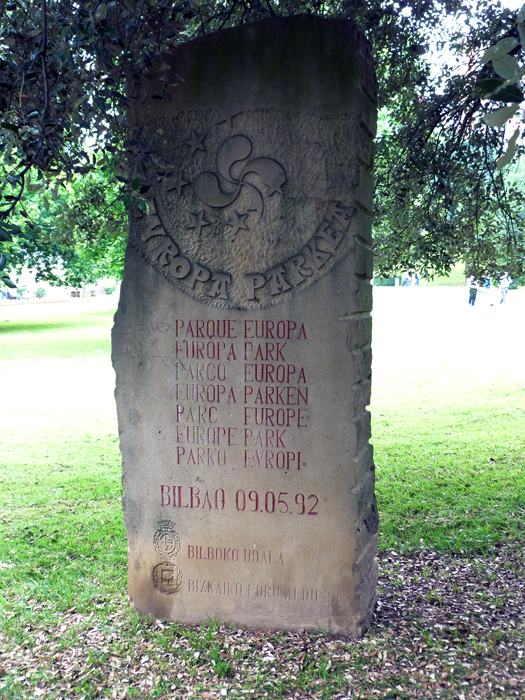 EVROPA PARKEA
PARQUE EUROPA
EUROPA PARK
PARCO EUROPA
EUROPA PARKEN
PARC EUROPE
EUROPE PARK
PARKO EVROPI
BILBAO 09.05.92
BILBOKO UDALA
BIZKAIKO FORU ALDUNDIA